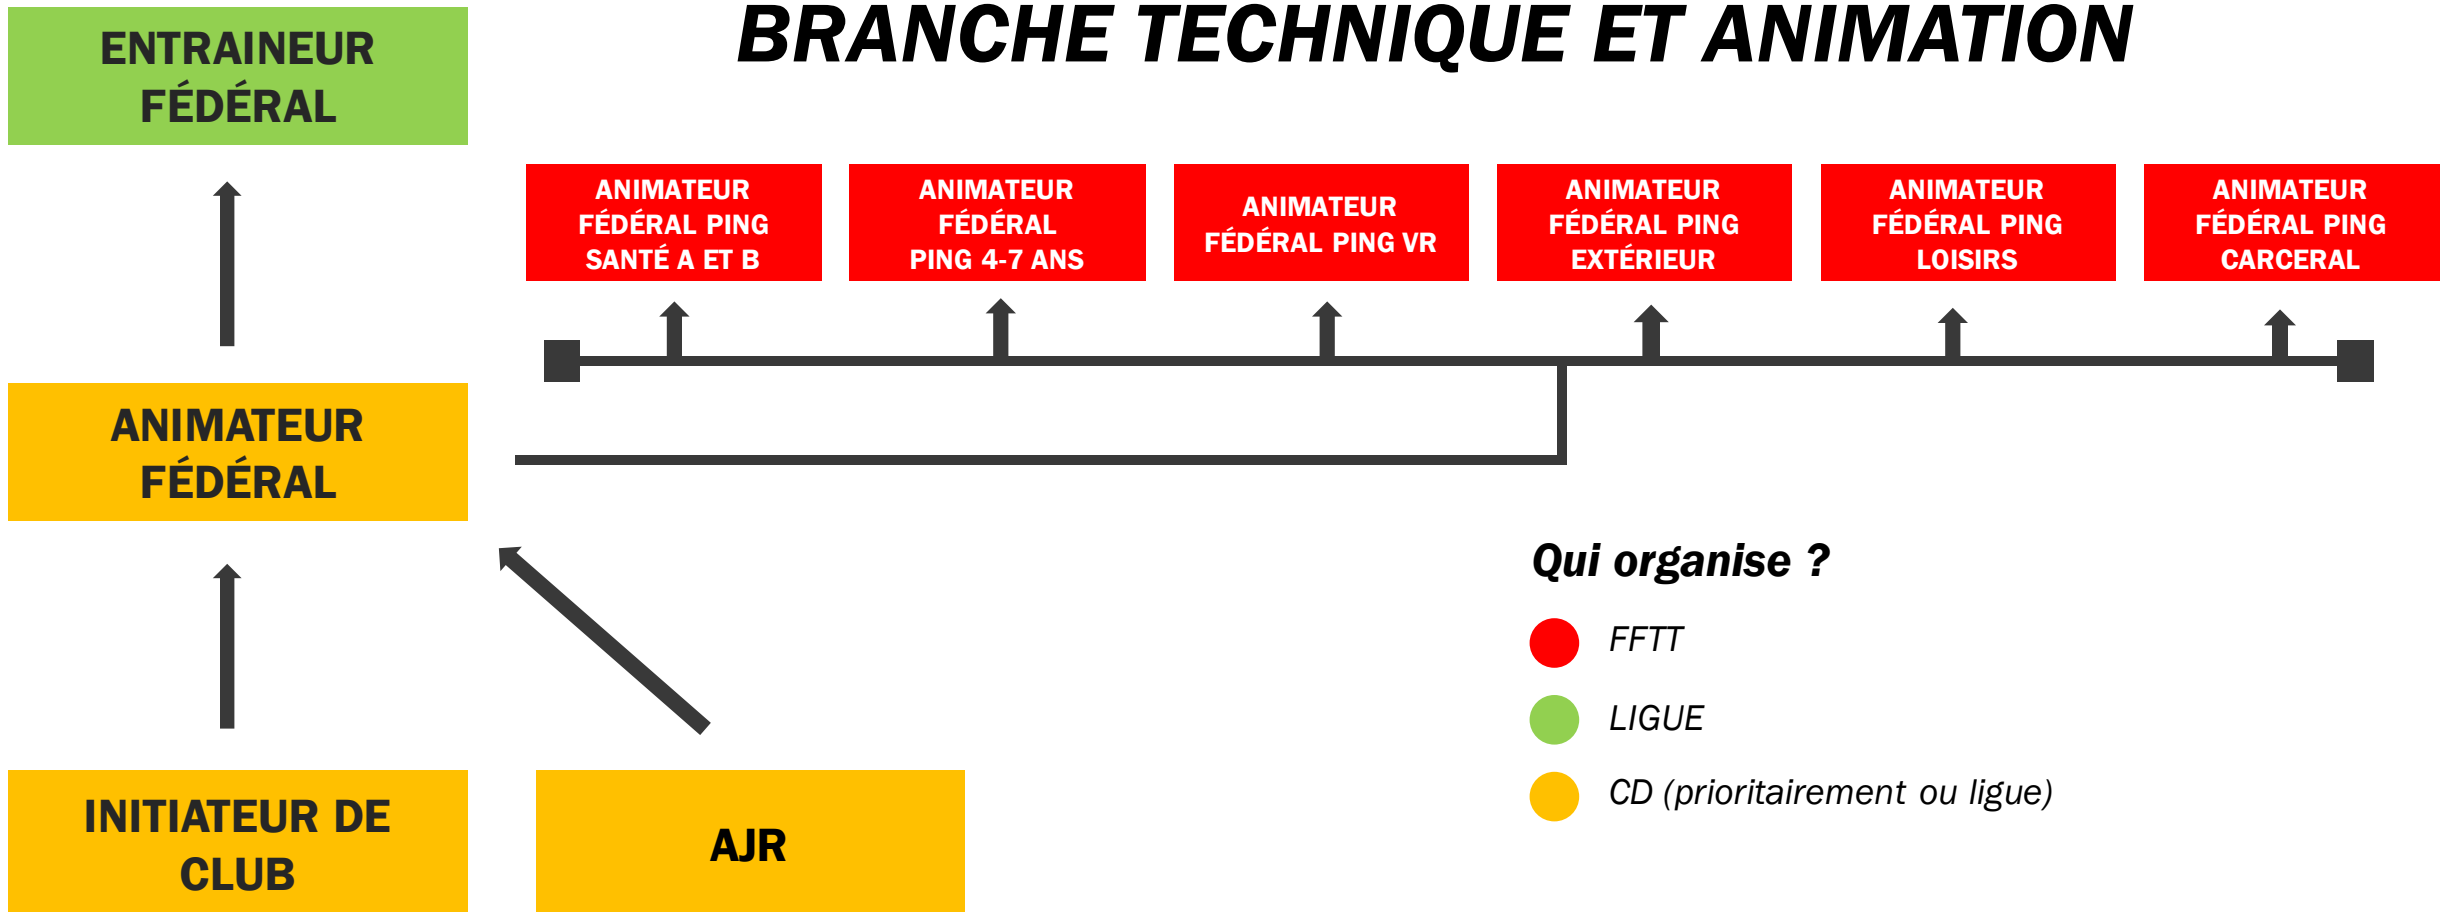 BRANCHE TECHNIQUE ET ANIMATION
ENTRAINEUR
FÉDÉRAL
ANIMATEUR
FÉDÉRAL PING
SANTÉ A ET B
ANIMATEUR
FÉDÉRAL
PING 4-7 ANS
ANIMATEUR
FÉDÉRAL PING VR
ANIMATEUR
FÉDÉRAL PING
EXTÉRIEUR
ANIMATEUR
FÉDÉRAL PING
LOISIRS
ANIMATEUR
FÉDÉRAL PING
CARCERAL
ANIMATEUR
FÉDÉRAL
INITIATEUR DE
CLUB
AJR
Qui organise ?
FFTT
LIGUE
CD (prioritairement ou ligue)